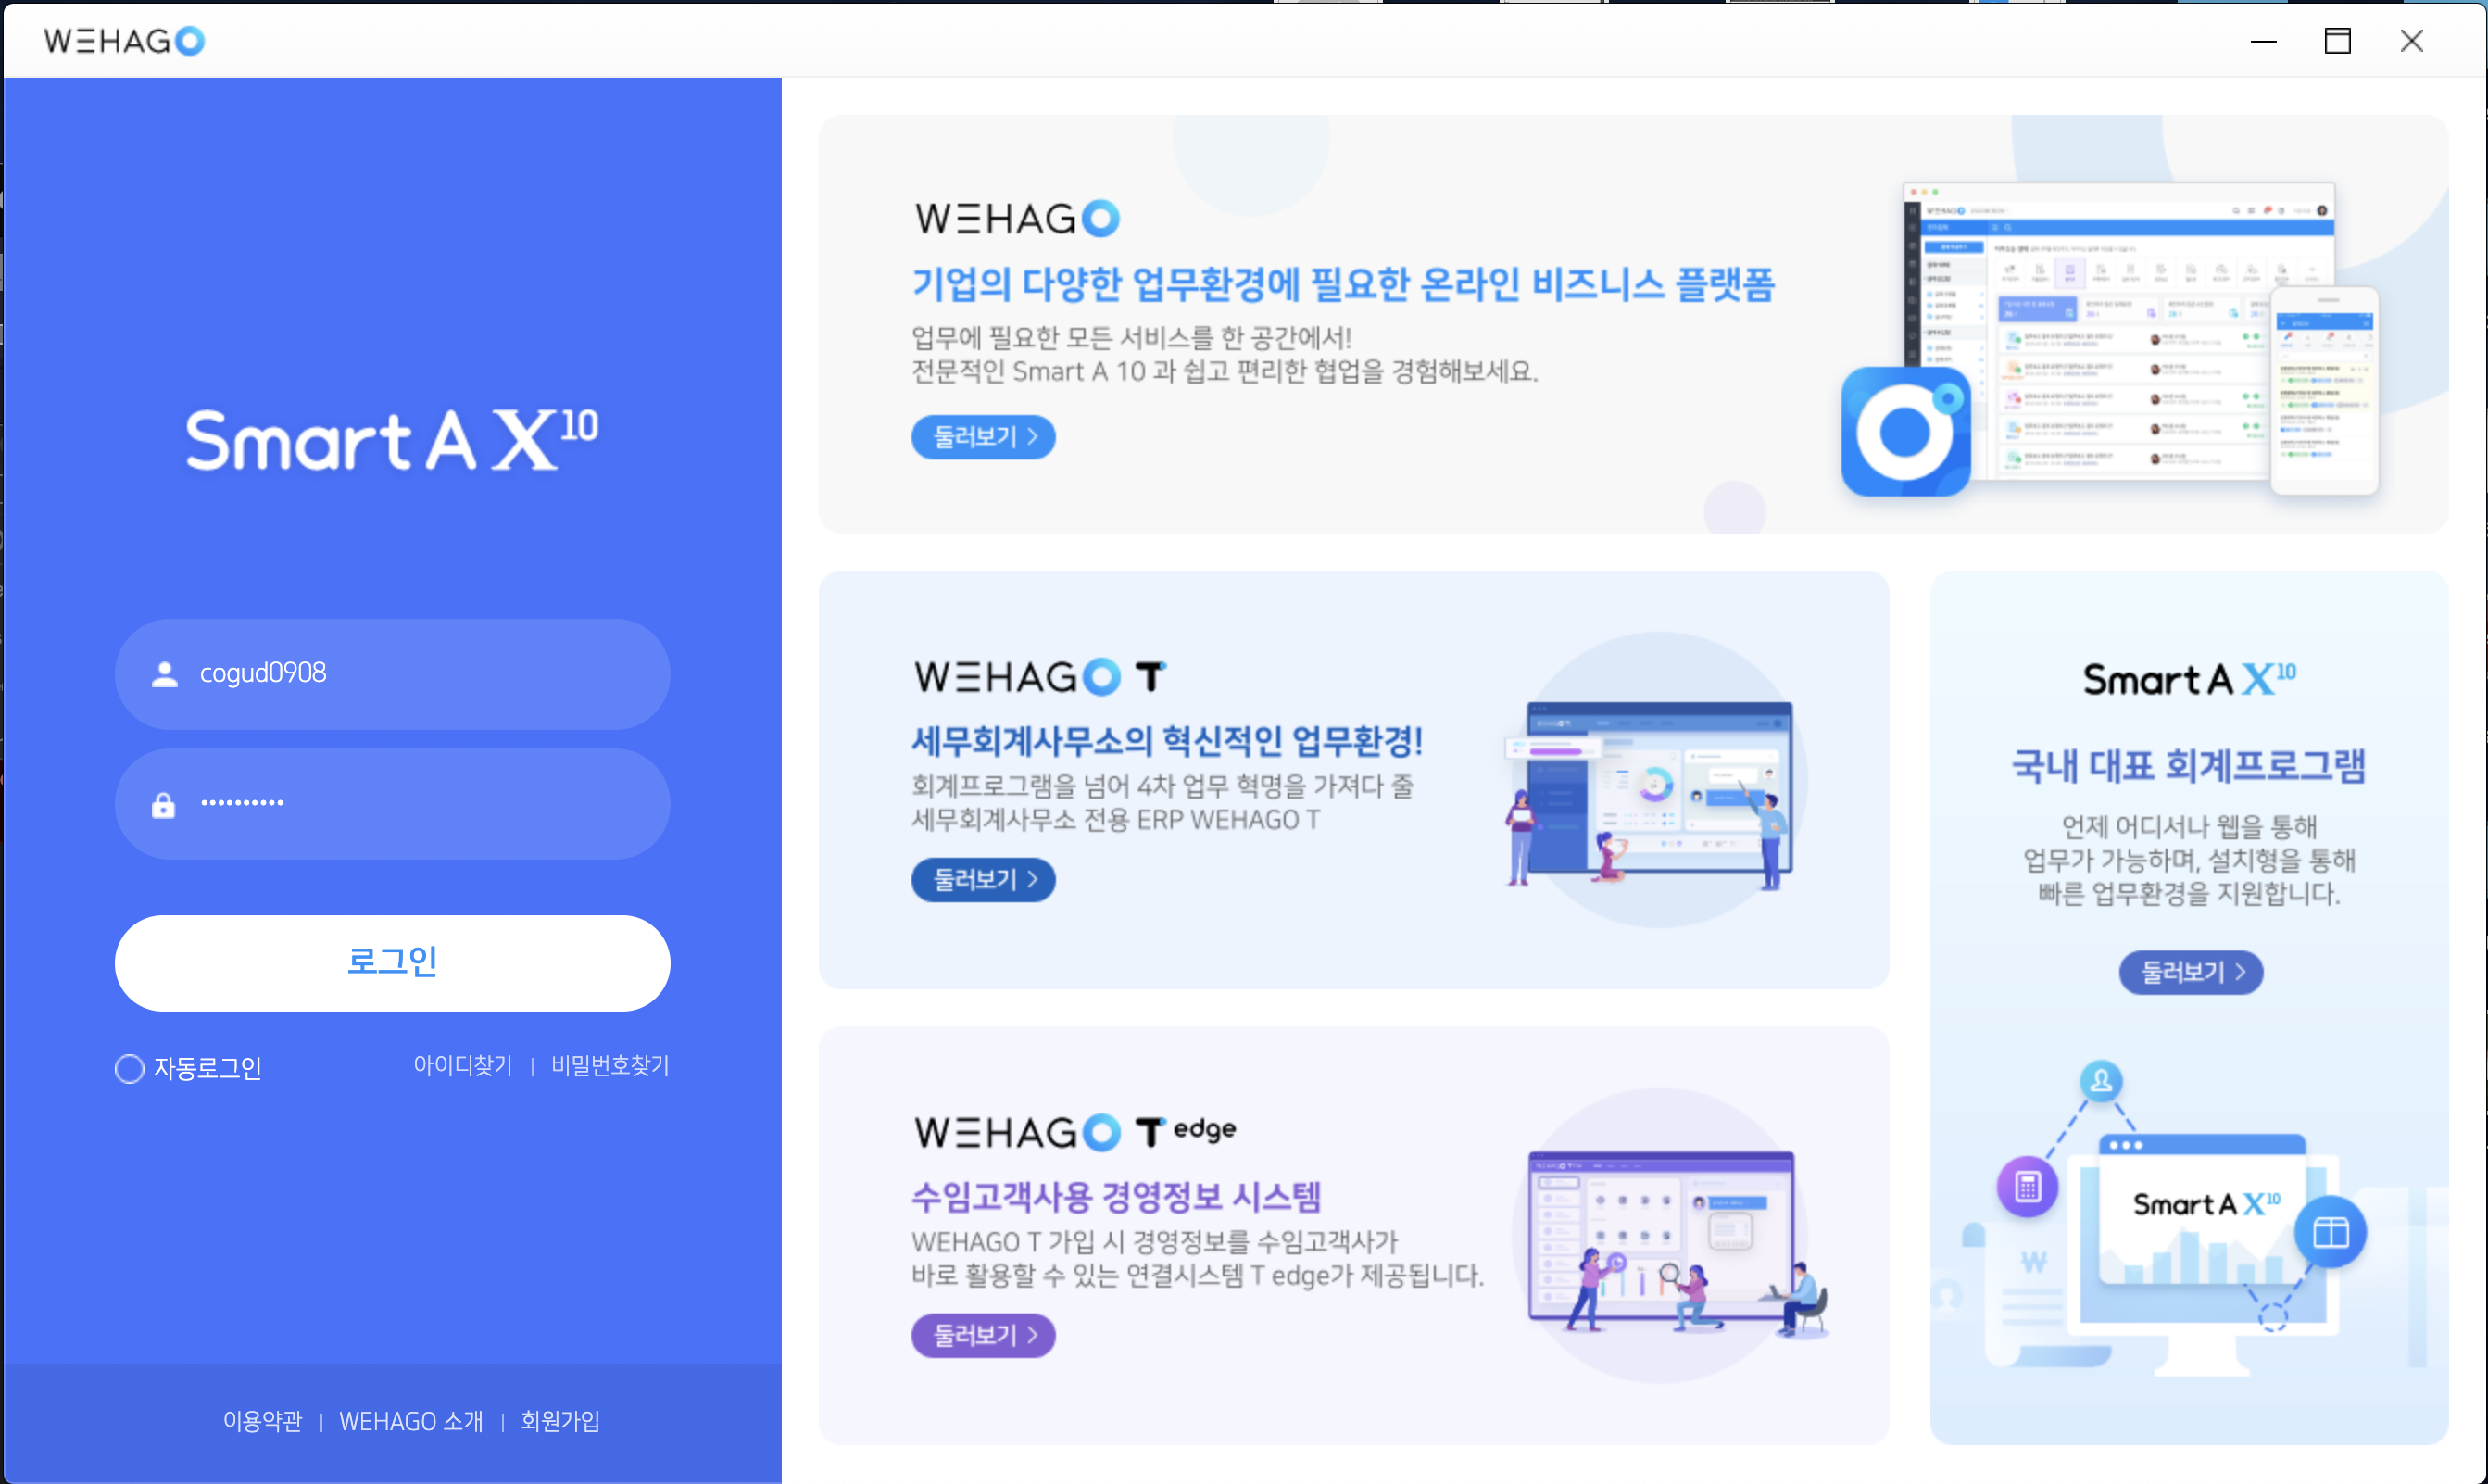 WEHAGO
Smart A X10
cogud0908
••••••••••
로그인
자동로그인
아이디찾기 | 비밀번호찾기
이용약관 | WEHAGO 소개 | 회원가입
WEHAGO
기업의 다양한 업무환경에 필요한 온라인 비즈니스 플랫폼
업무에 필요한 모든 서비스를 한 공간에서!
전문적인 Smart A 10 과 쉽고 편리한 협업을 경험해보세요.
둘러보기 >
WEHAGO
WEHAGO T
세무회계사무소의 혁신적인 업무환경!
회계프로그램을 넘어 4차 업무 혁명을 가져다 줄
세무회계사무소 전용 ERP WEHAGO T
둘러보기 >
WEHAGO T edge
수임고객사용 경영정보 시스템
WEHAGO T 가입 시 경영정보를 수임고객사가
바로 활용할 수 있는 연결시스템 T edge가 제공됩니다.
둘러보기 >
Smart A X10
국내 대표 회계프로그램
언제 어디서나 웹을 통해
업무가 가능하며, 설치형을 통해
빠른 업무환경을 지원합니다.
둘러보기 >
Smart A X10
₩